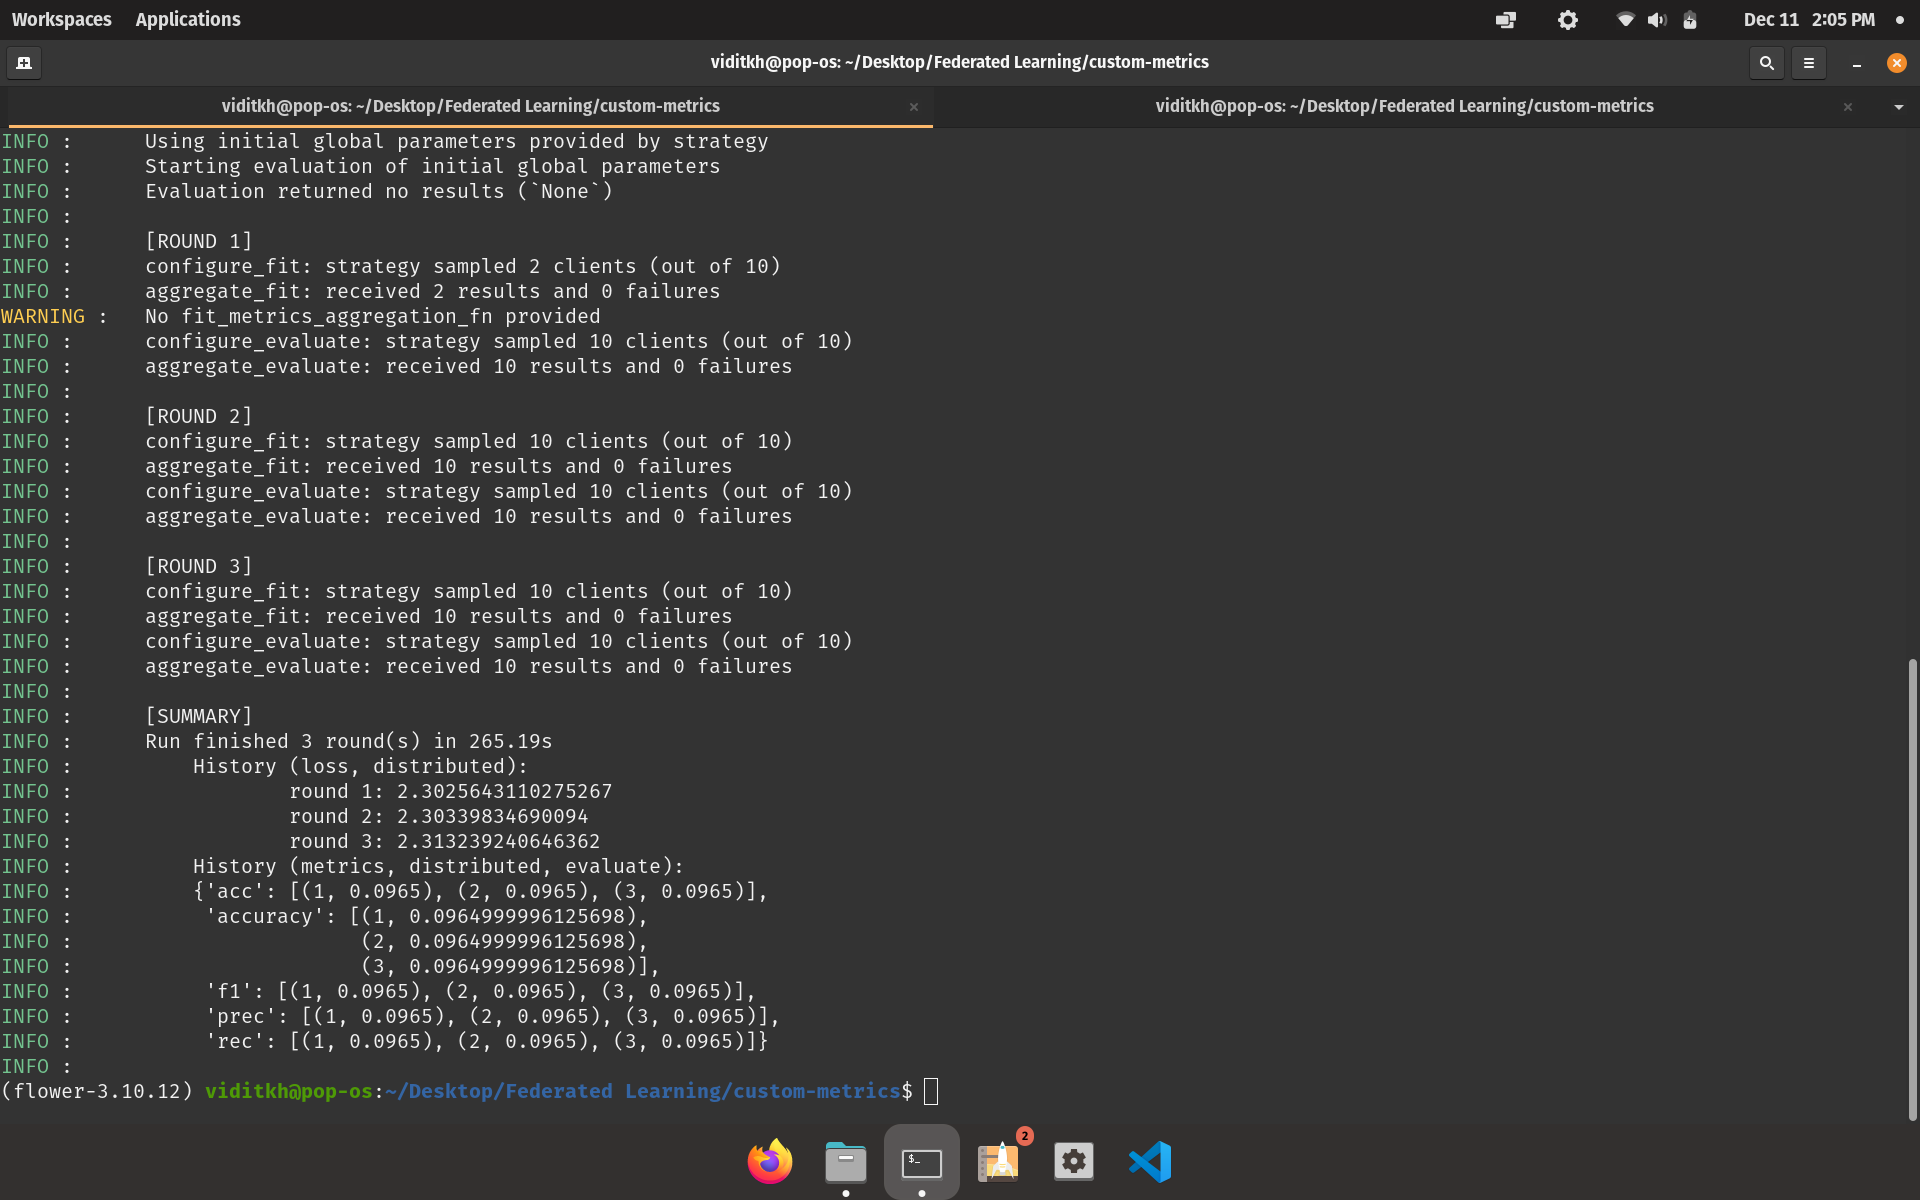 Workspaces Applications Dec 11 2:05 PM
viditkh@pop-os: ~/Desktop/Federated Learning/custom-metrics
viditkh@pop-os: ~/Desktop/Federated Learning/custom-metrics × viditkh@pop-os: ~/Desktop/Federated Learning/custom-metrics ×
INFO :      Using initial global parameters provided by strategy
INFO :      Starting evaluation of initial global parameters
INFO :      Evaluation returned no results (`None`)
INFO :
INFO :      [ROUND 1]
INFO :      configure_fit: strategy sampled 2 clients (out of 10)
INFO :      aggregate_fit: received 2 results and 0 failures
WARNING :   No fit_metrics_aggregation_fn provided
INFO :      configure_evaluate: strategy sampled 10 clients (out of 10)
INFO :      aggregate_evaluate: received 10 results and 0 failures
INFO :
INFO :      [ROUND 2]
INFO :      configure_fit: strategy sampled 10 clients (out of 10)
INFO :      aggregate_fit: received 10 results and 0 failures
INFO :      configure_evaluate: strategy sampled 10 clients (out of 10)
INFO :      aggregate_evaluate: received 10 results and 0 failures
INFO :
INFO :      [ROUND 3]
INFO :      configure_fit: strategy sampled 10 clients (out of 10)
INFO :      aggregate_fit: received 10 results and 0 failures
INFO :      configure_evaluate: strategy sampled 10 clients (out of 10)
INFO :      aggregate_evaluate: received 10 results and 0 failures
INFO :
INFO :      [SUMMARY]
INFO :      Run finished 3 round(s) in 265.19s
INFO :          History (loss, distributed):
INFO :                  round 1: 2.3025643110275267
INFO :                  round 2: 2.30339834690094
INFO :                  round 3: 2.313239240646362
INFO :          History (metrics, distributed, evaluate):
INFO :          {'acc': [(1, 0.0965), (2, 0.0965), (3, 0.0965)],
INFO :           'accuracy': [(1, 0.0964999996125698),
INFO :                        (2, 0.0964999996125698),
INFO :                        (3, 0.0964999996125698)],
INFO :           'f1': [(1, 0.0965), (2, 0.0965), (3, 0.0965)],
INFO :           'prec': [(1, 0.0965), (2, 0.0965), (3, 0.0965)],
INFO :           'rec': [(1, 0.0965), (2, 0.0965), (3, 0.0965)]}
INFO :
(flower-3.10.12) viditkh@pop-os:~/Desktop/Federated Learning/custom-metrics$
2